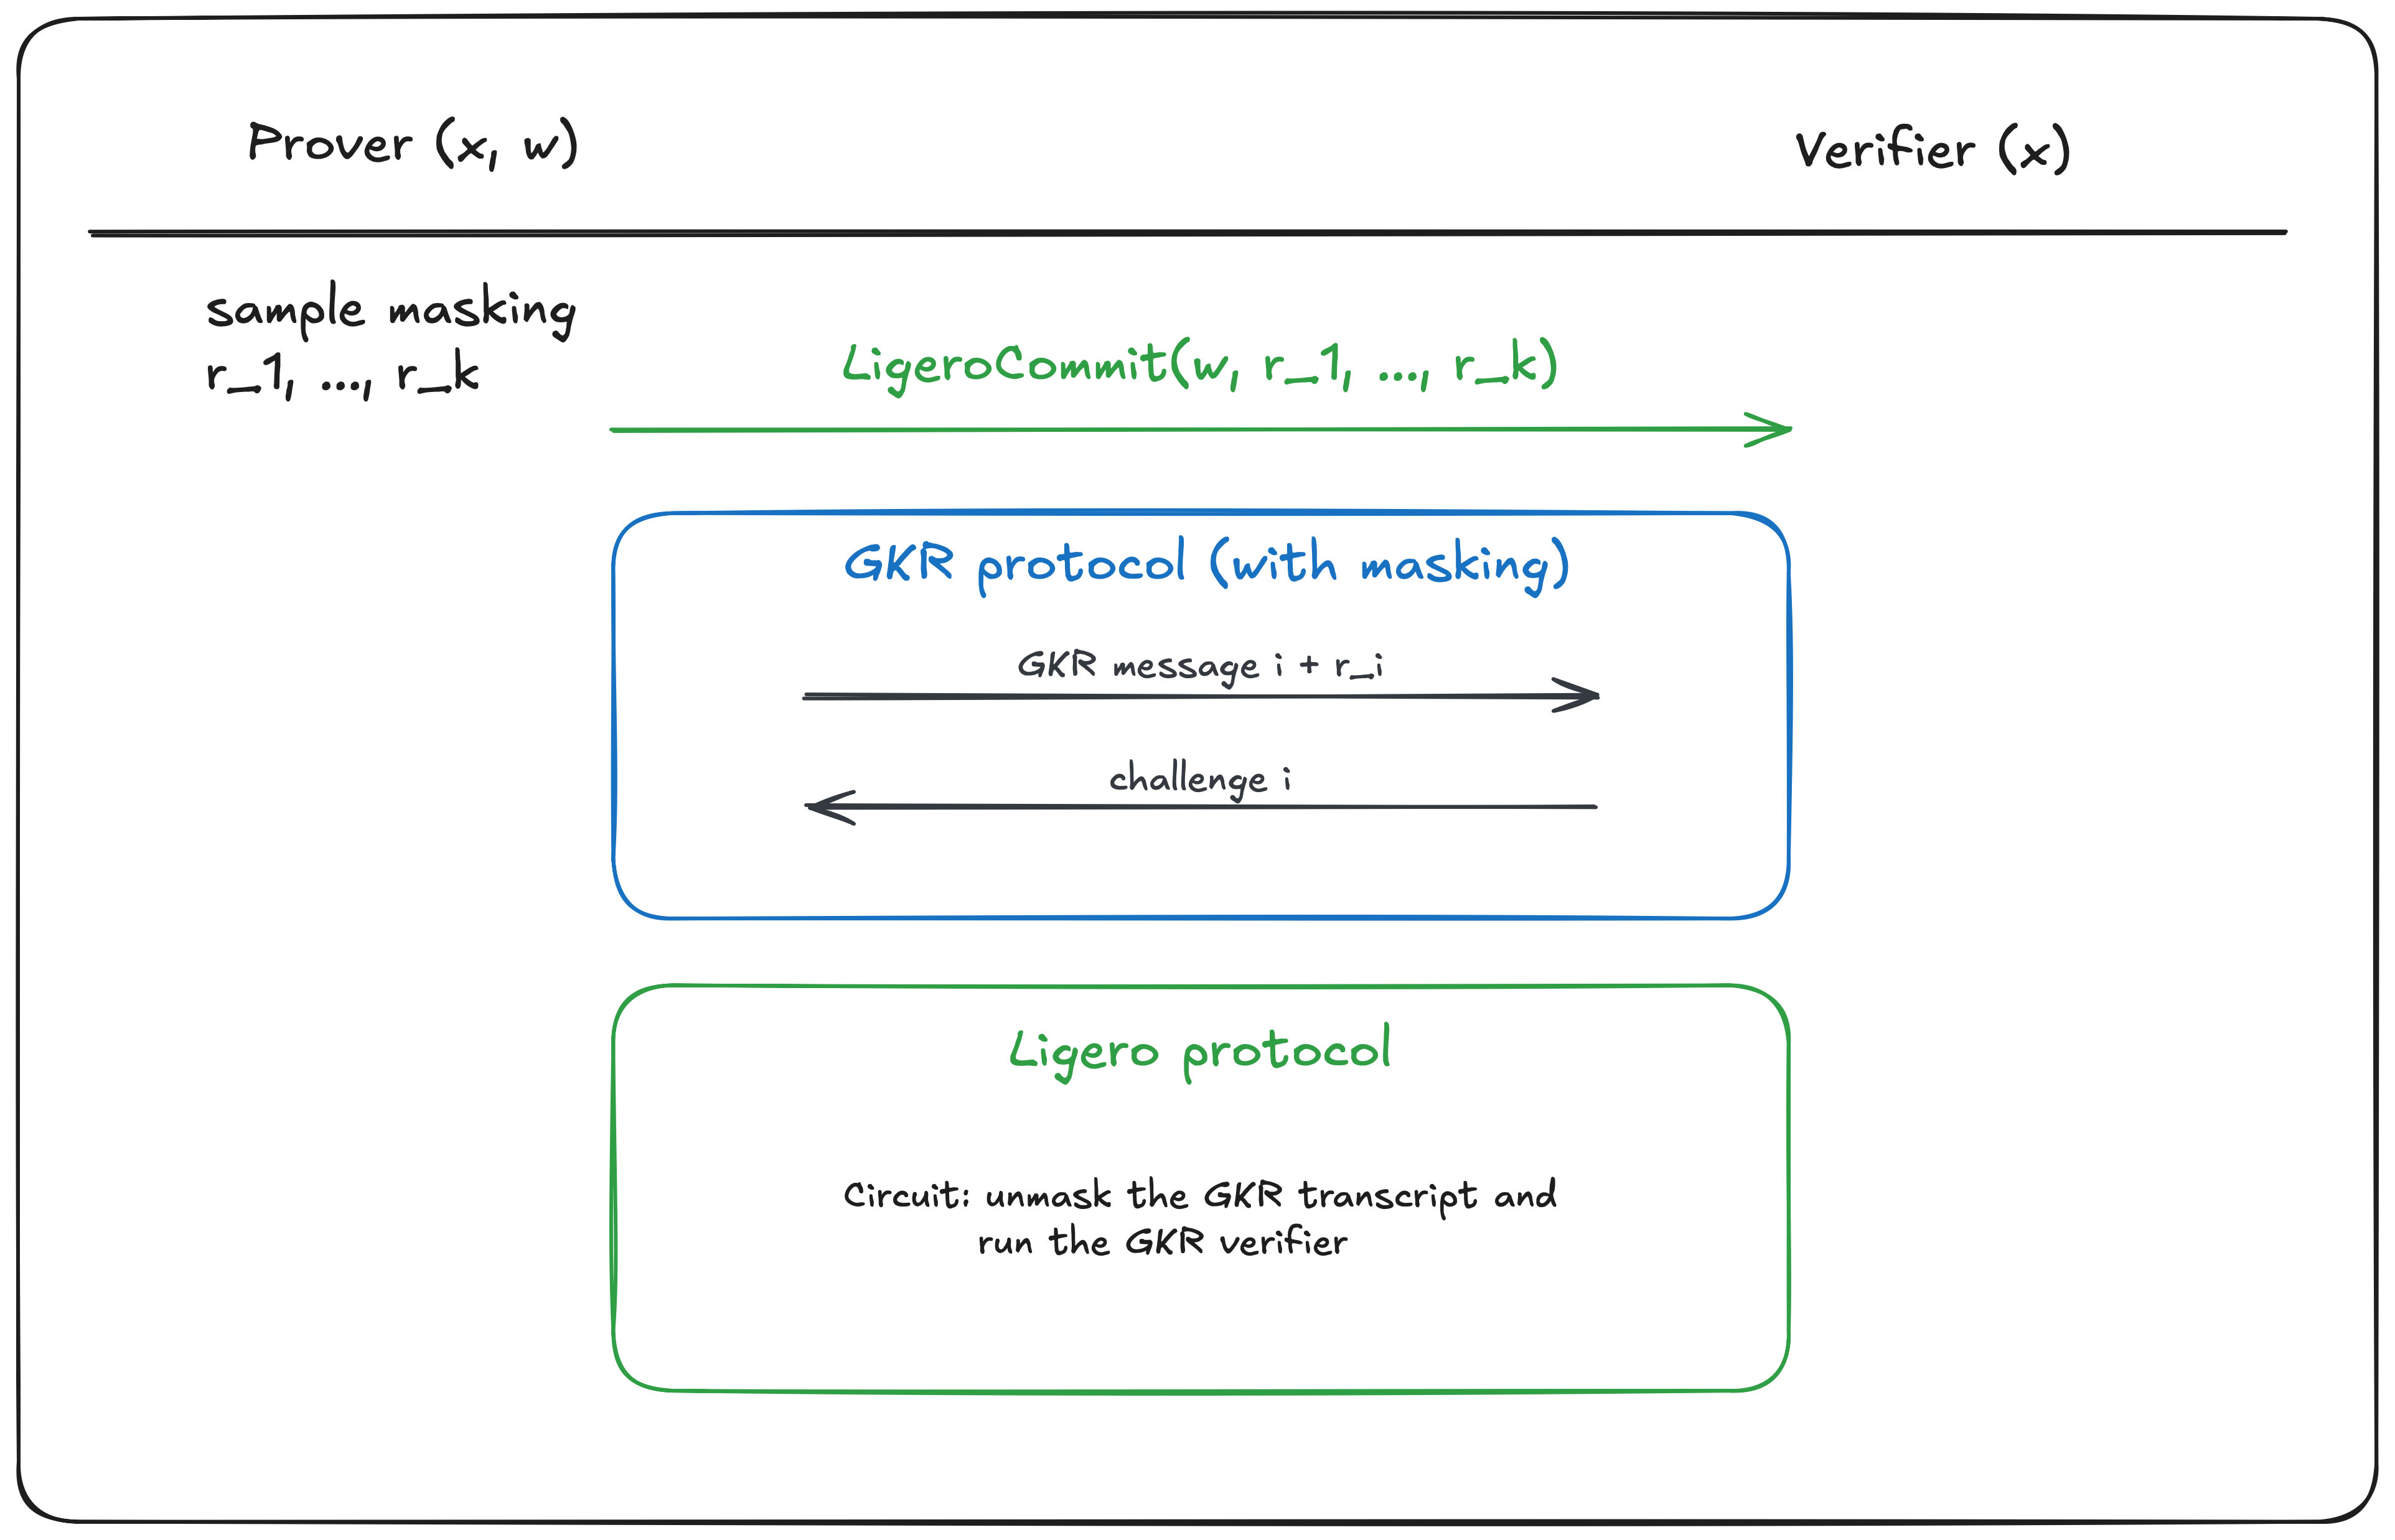 Prover (x, w)
Verifier (x)
sample masking
r_1, ..., r_k
LigeroCommit(w, r_1, ..., r_k)
GKR protocol (with masking)
GKR message i + r_i
challenge i
Ligero protocol
Circuit: unmask the GKR transcript and
run the GKR verifier